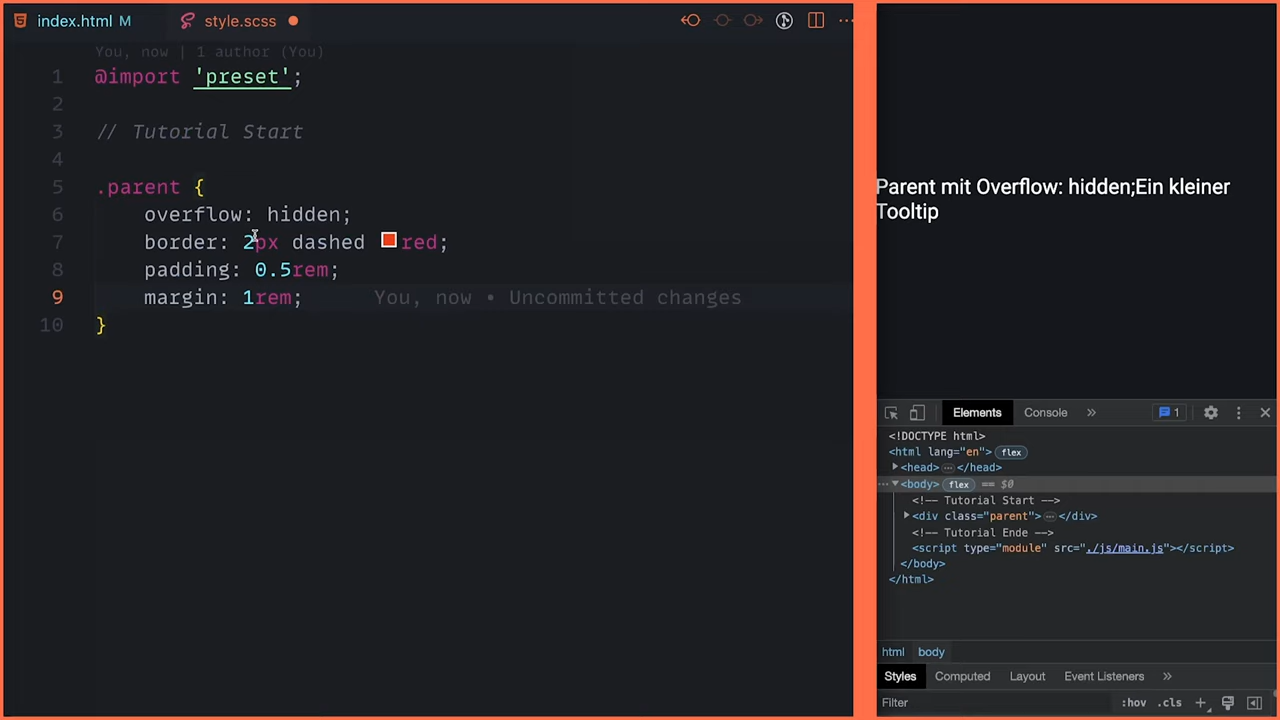 index.html M style.scss
You, now | 1 author (You)
1 @import 'preset';
2
3 // Tutorial Start
4
5 .parent {
6 overflow: hidden;
7 border: 2px dashed red;
8 padding: 0.5rem;
9 margin: 1rem; You, now • Uncommitted changes
10 }
Parent mit Overflow: hidden;Ein kleiner
Tooltip
Elements Console » 1
<!DOCTYPE html>
<html lang="en"> flex
<head> ⋯ </head>
⋯ <body> flex == $0
<!-- Tutorial Start -->
<div class="parent"> ⋯ </div>
<!-- Tutorial Ende -->
<script type="module" src="./js/main.js"></script>
</body>
</html>
html body
Styles Computed Layout Event Listeners »
Filter :hov .cls +